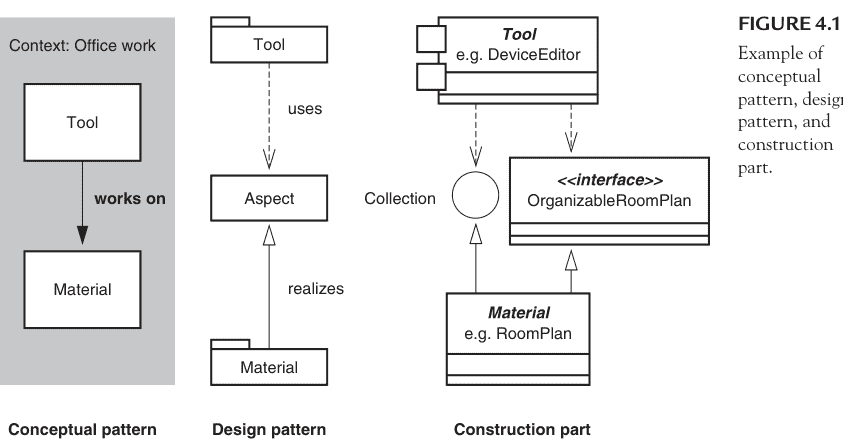 Context: Office work
Tool
works on
Material
Conceptual pattern
Tool
uses
Aspect
realizes
Material
Design pattern
Tool
e.g. DeviceEditor
Collection
<<interface>>
OrganizableRoomPlan
Material
e.g. RoomPlan
Construction part
FIGURE 4.1
Example of
conceptual
pattern, desig
pattern, and
construction
part.